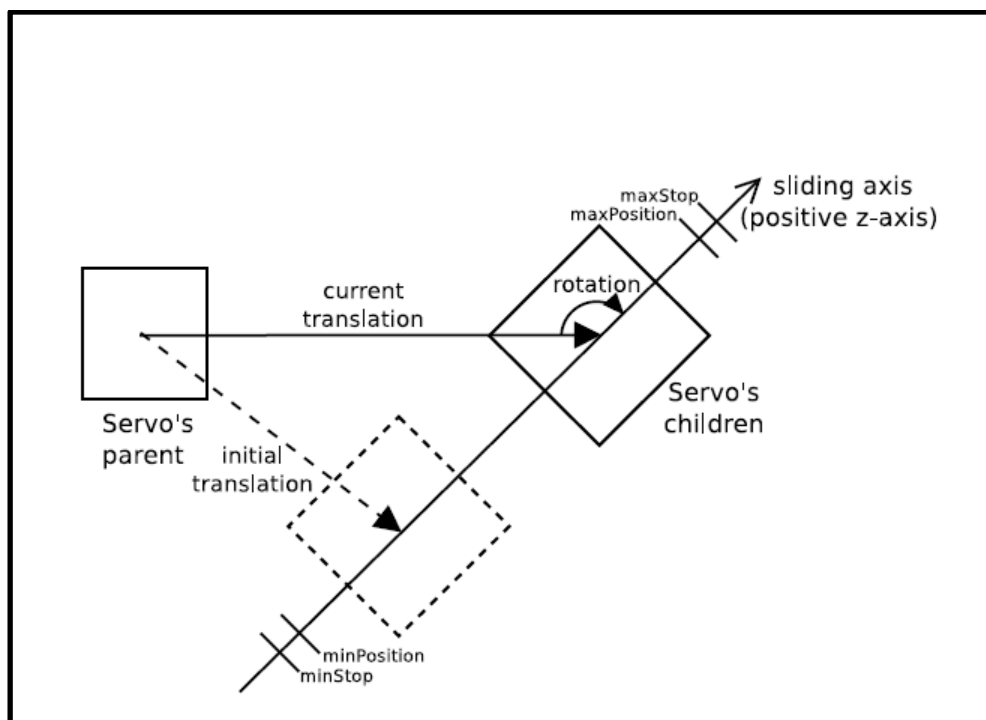 maxStop
maxPosition
sliding axis
(positive z-axis)
rotation
current
translation
Servo's
parent
Servo's
children
initial
translation
minPosition
minStop